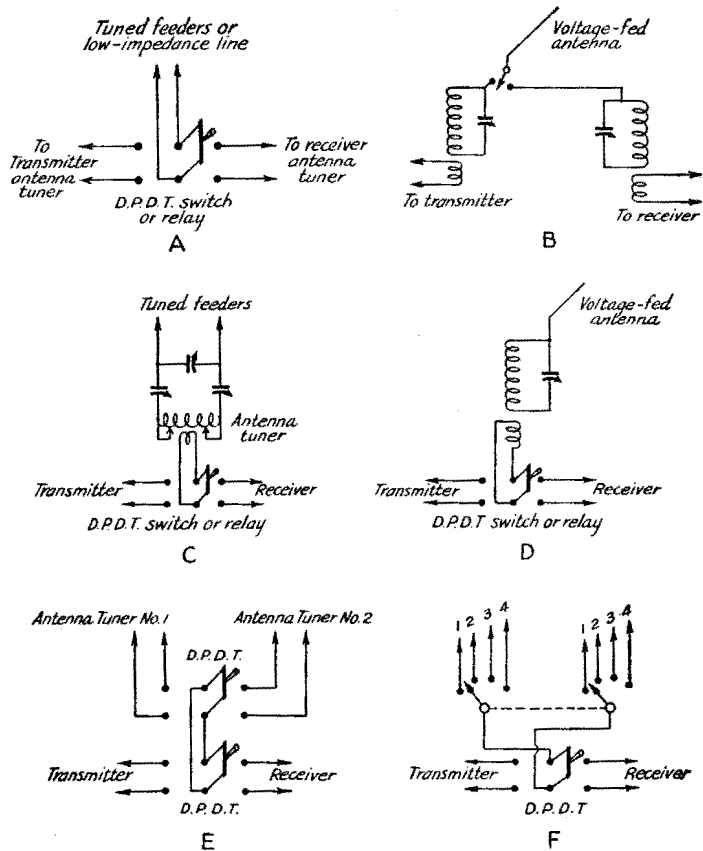 Tuned feeders or
low-impedance line
To
Transmitter
antenna
tuner
To receiver
antenna
tuner
D.P.D.T. switch
or relay
A
Voltage-fed
antenna
To transmitter
To receiver
B
Tuned feeders
Antenna
tuner
Transmitter
Receiver
D.P.D.T. switch or relay
C
Voltage-fed
antenna
Transmitter
Receiver
D.P.D.T switch or relay
D
Antenna Tuner No.1
Antenna Tuner No.2
D.P.D.T.
Transmitter
Receiver
D.P.D.T.
E
1 2 3 4
1 2 3 4
Transmitter
Receiver
D.P.D.T
F